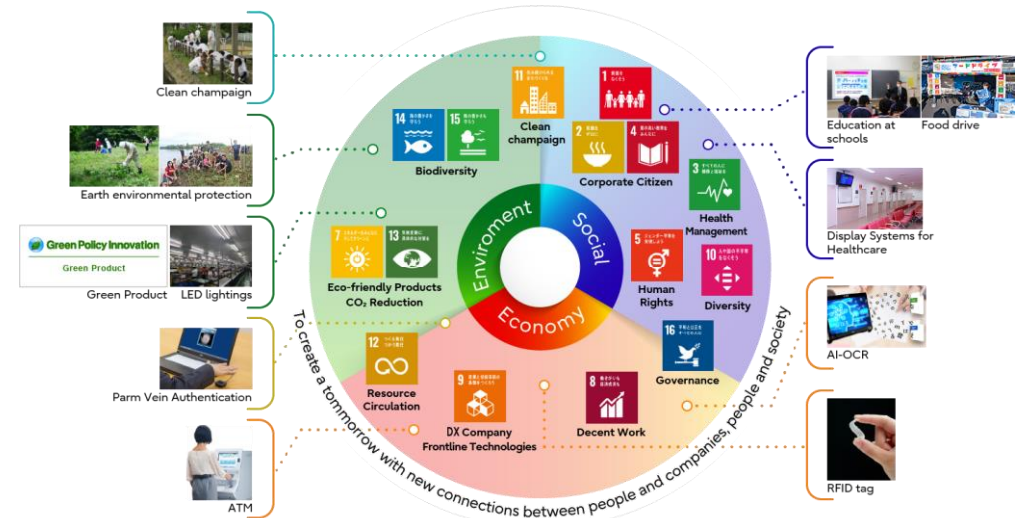 Clean champaign
Earth environmental protection
Green Policy Innovation
Green Product
Green Product
LED lightings
Parm Vein Authentication
ATM
11
Clean
champaign
14
15
Biodiversity
7
13
Eco-friendly Products
CO₂ Reduction
1
2
4
Corporate Citizen
3
Health
Management
5
Human
Rights
10
Diversity
16
Governance
12
Resource
Circulation
9
DX Company
Frontline Technologies
8
Decent Work
Enviroment
Social
Economy
To create a tommorrow with new connections between people and companies, people and society
Education at
schools
Food drive
Display Systems for
Healthcare
AI-OCR
RFID tag